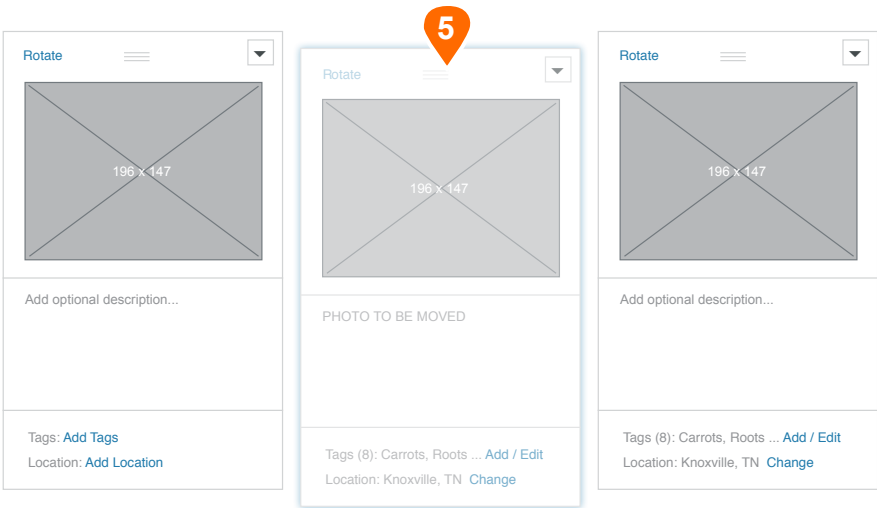 5
Rotate
196 x 147
Add optional description...
Tags: Add Tags
Location: Add Location
Rotate
196 x 147
PHOTO TO BE MOVED
Tags (8): Carrots, Roots ... Add / Edit
Location: Knoxville, TN Change
Rotate
196 x 147
Add optional description...
Tags (8): Carrots, Roots ... Add / Edit
Location: Knoxville, TN Change